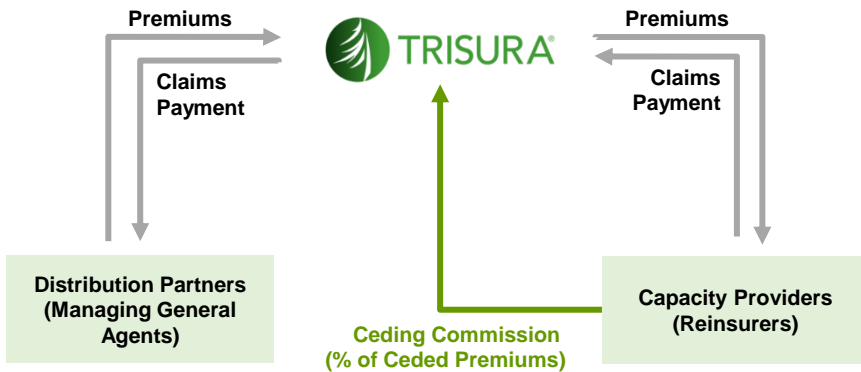 Premiums
TRISURA®
Premiums
Claims
Payment
Claims
Payment
Distribution Partners
(Managing General
Agents)
Capacity Providers
(Reinsurers)
Ceding Commission
(% of Ceded Premiums)